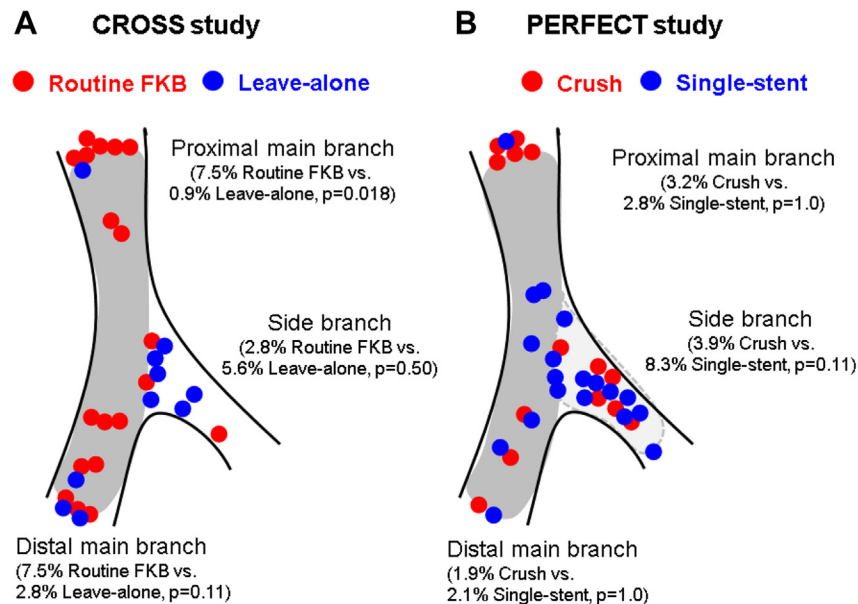 A CROSS study
Routine FKB Leave-alone
Proximal main branch
(7.5% Routine FKB vs.
0.9% Leave-alone, p=0.018)
Side branch
(2.8% Routine FKB vs.
5.6% Leave-alone, p=0.50)
Distal main branch
(7.5% Routine FKB vs.
2.8% Leave-alone, p=0.11)
B PERFECT study
Crush Single-stent
Proximal main branch
(3.2% Crush vs.
2.8% Single-stent, p=1.0)
Side branch
(3.9% Crush vs.
8.3% Single-stent, p=0.11)
Distal main branch
(1.9% Crush vs.
2.1% Single-stent, p=1.0)